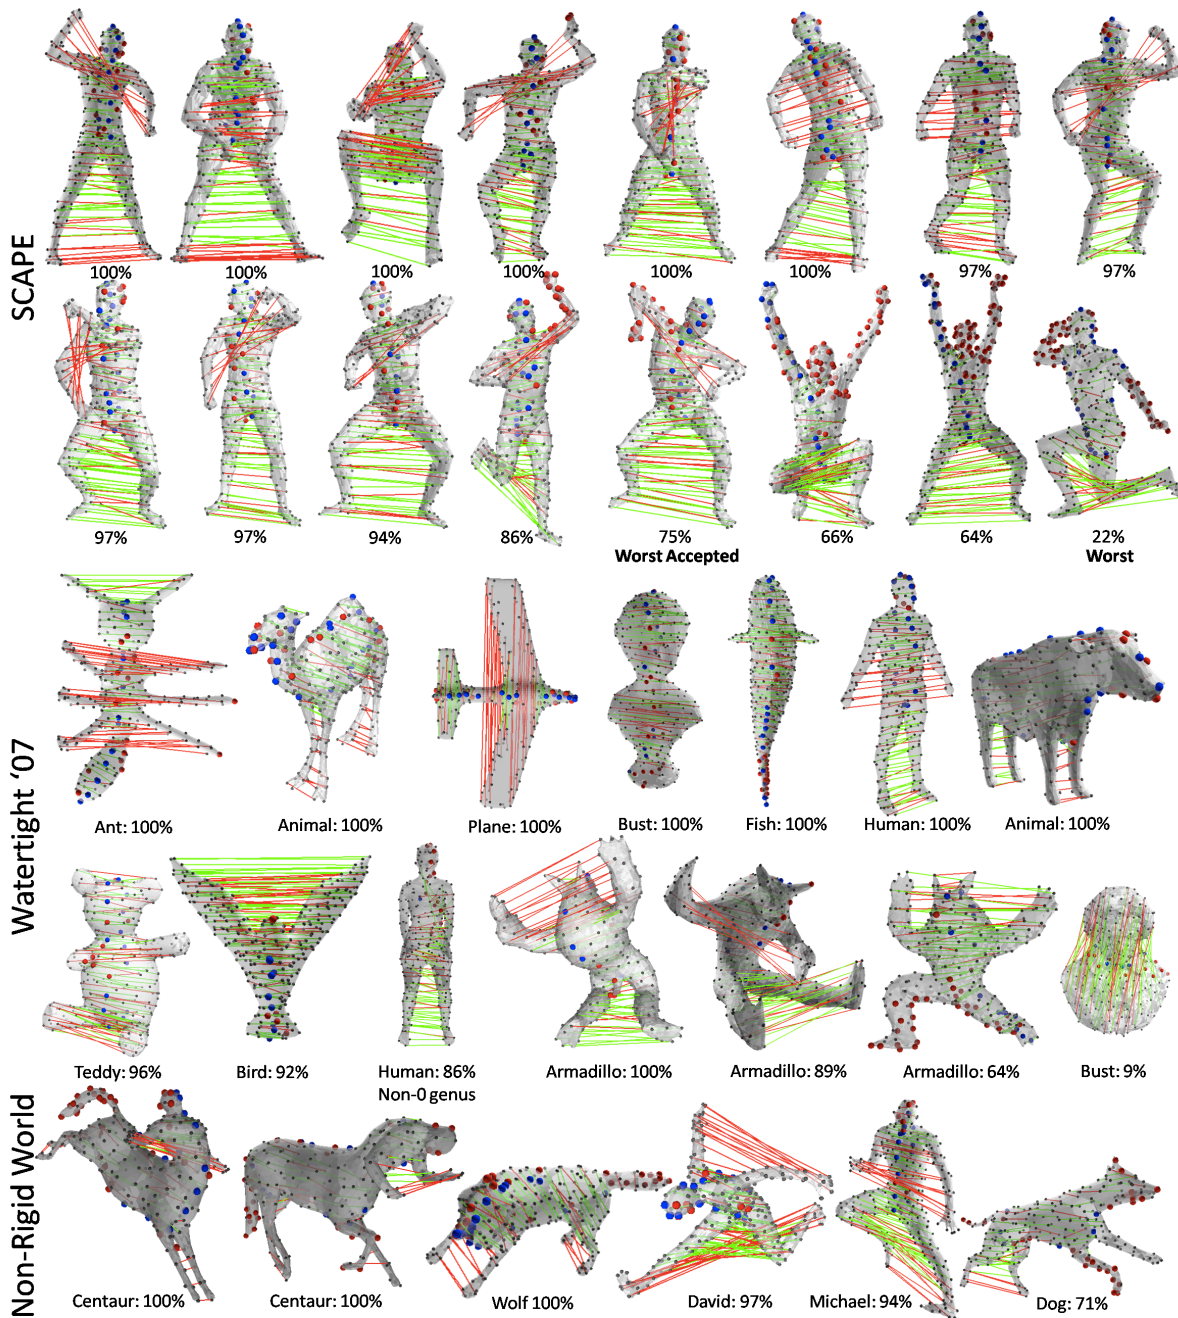 SCAPE
100% 100% 100% 100% 100% 100% 97% 97%
97% 97% 94% 86% 75% 66% 64% 22%
Worst Accepted Worst
Watertight ‘07
Ant: 100% Animal: 100% Plane: 100% Bust: 100% Fish: 100% Human: 100% Animal: 100%
Teddy: 96% Bird: 92% Human: 86% Armadillo: 100% Armadillo: 89% Armadillo: 64% Bust: 9%
Non-0 genus
Non-Rigid World
Centaur: 100% Centaur: 100% Wolf 100% David: 97% Michael: 94% Dog: 71%